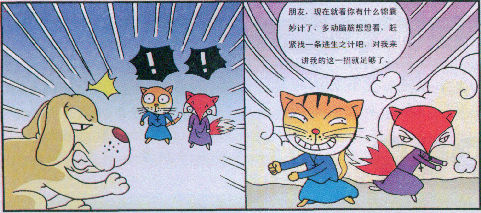 ! !
朋友，现在就看你有什么锦囊
妙计了，多动脑筋想想看，赶
紧找一条逃生之计吧，对我来
讲我的这一招就足够了。